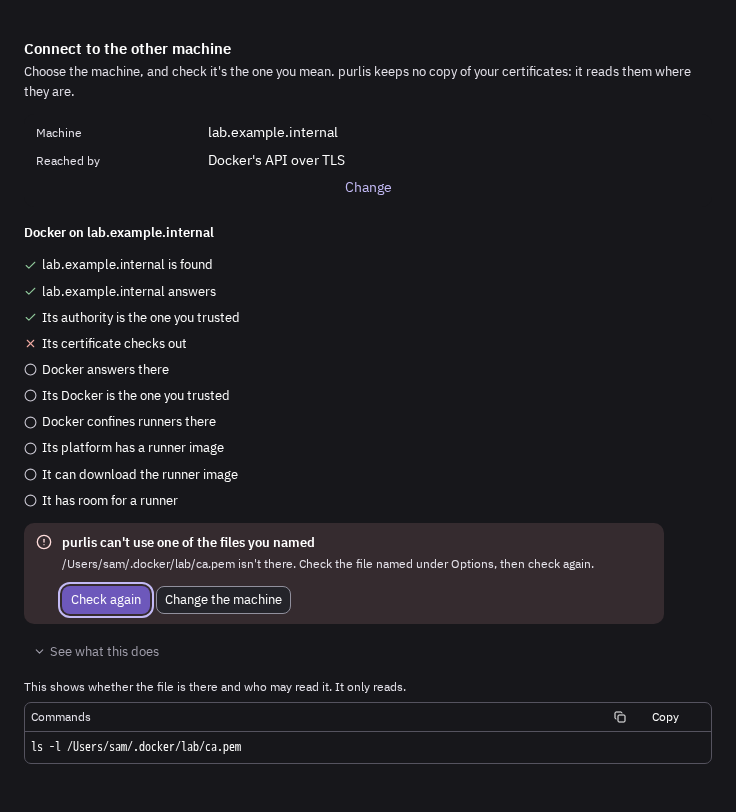 Connect to the other machine
Choose the machine, and check it's the one you mean. purlis keeps no copy of your certificates: it reads them where
they are.
Machine lab.example.internal
Reached by Docker's API over TLS
Change
Docker on lab.example.internal
lab.example.internal is found
lab.example.internal answers
Its authority is the one you trusted
Its certificate checks out
Docker answers there
Its Docker is the one you trusted
Docker confines runners there
Its platform has a runner image
It can download the runner image
It has room for a runner
purlis can't use one of the files you named
/Users/sam/.docker/lab/ca.pem isn't there. Check the file named under Options, then check again.
Check again Change the machine
See what this does
This shows whether the file is there and who may read it. It only reads.
Commands Copy
ls -l /Users/sam/.docker/lab/ca.pem